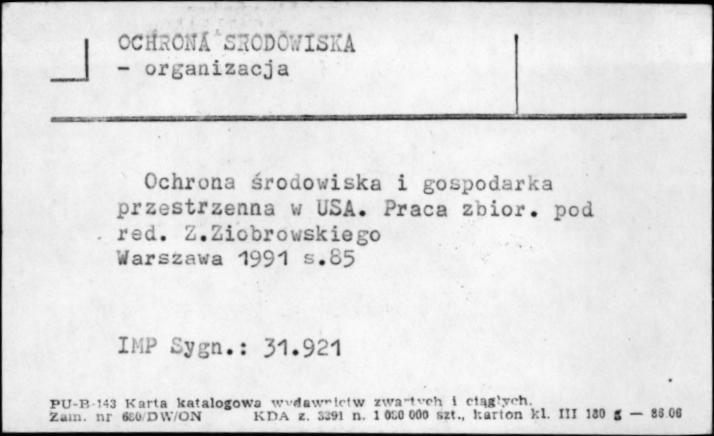 OCHRONA ŚRODOWISKA
- organizacja
Ochrona środowiska i gospodarka
przestrzenna w USA. Praca zbior. pod
red. Z.Ziobrowskiego
Warszawa 1991 s.85
IMP Sygn.: 31.921
PU-B-143 Karta katalogowa wydawnictw zwartych i ciągłych.
Zam. nr 680/DW/ON KDA z. 3291 n. 1 080 000 szt., karton kl. III 180 g — 86 06